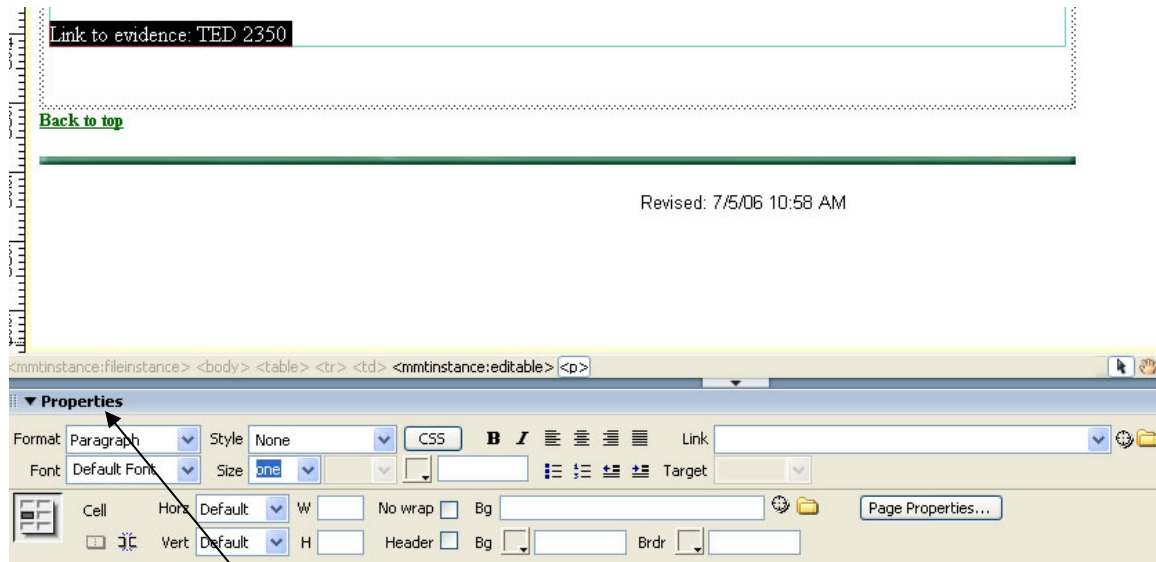 Link to evidence: TED 2350
Back to top
Revised: 7/5/06 10:58 AM
<mmtinstance:fileinstance> <body> <table> <tr> <td> <mmtinstance:editable> <p>
Properties
Format Paragraph Style None CSS B I Link
Font Default Font Size one Target
Cell Horz Default W No wrap Bg Page Properties...
Vert Default H Header Bg Brdr